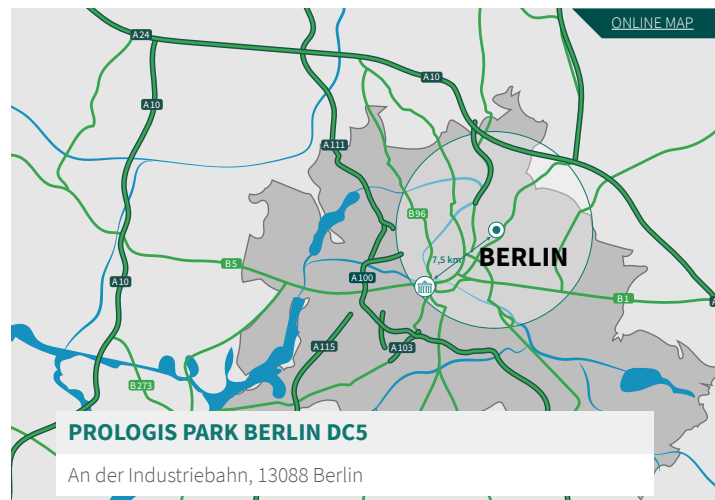 ONLINE MAP
A24
A10
A10
A111
B96
7,5 km
BERLIN
B5
A10
A100
B1
A115
A103
B273
PROLOGIS PARK BERLIN DC5
An der Industriebahn, 13088 Berlin